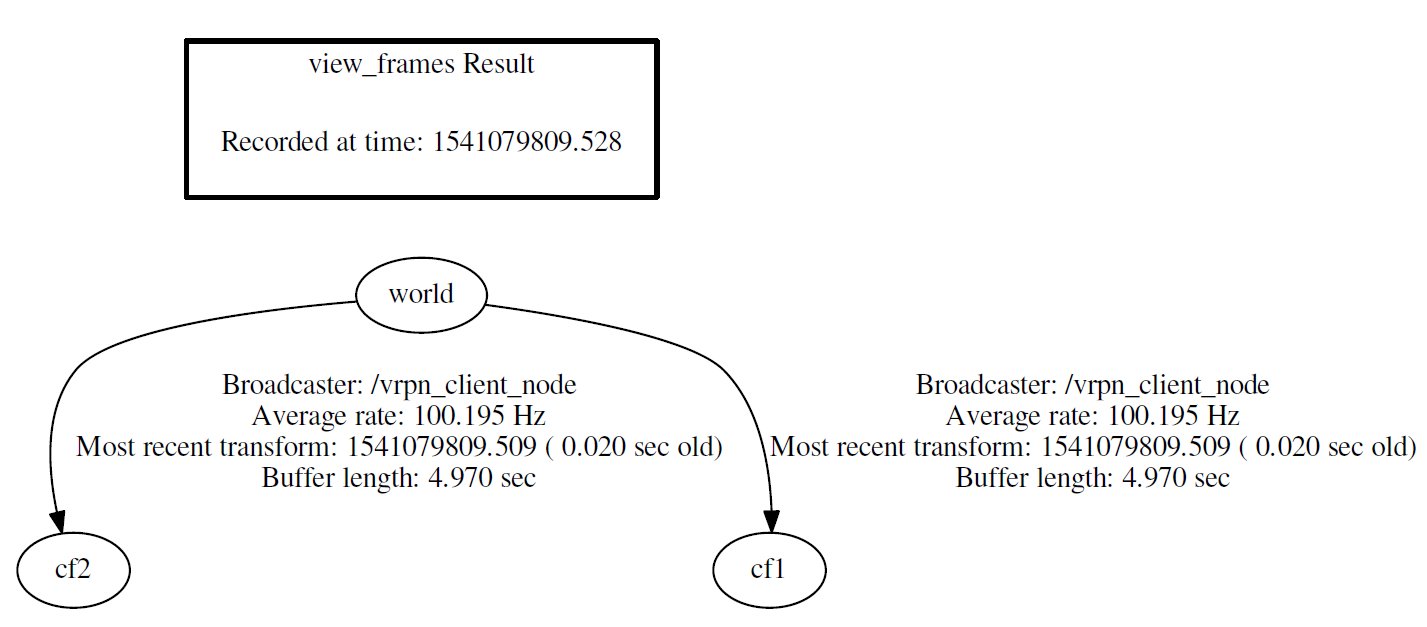 view_frames Result
Recorded at time: 1541079809.528
world
Broadcaster: /vrpn_client_node
Average rate: 100.195 Hz
Most recent transform: 1541079809.509 ( 0.020 sec old)
Buffer length: 4.970 sec
Broadcaster: /vrpn_client_node
Average rate: 100.195 Hz
Most recent transform: 1541079809.509 ( 0.020 sec old)
Buffer length: 4.970 sec
cf2
cf1